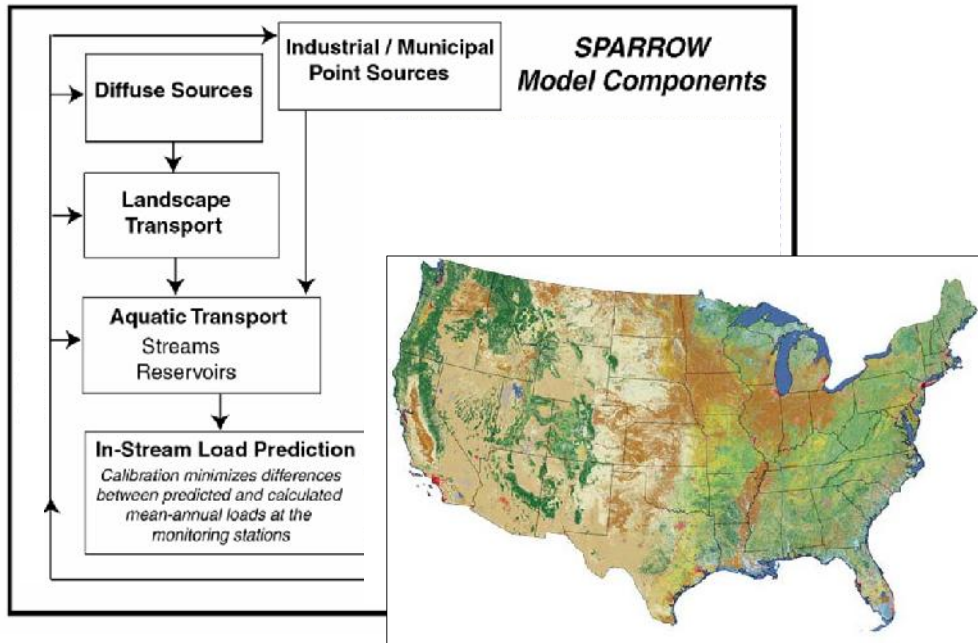 SPARROW
Model Components
Industrial / Municipal
Point Sources
Diffuse Sources
Landscape
Transport
Aquatic Transport
Streams
Reservoirs
In-Stream Load Prediction
Calibration minimizes differences
between predicted and calculated
mean-annual loads at the
monitoring stations